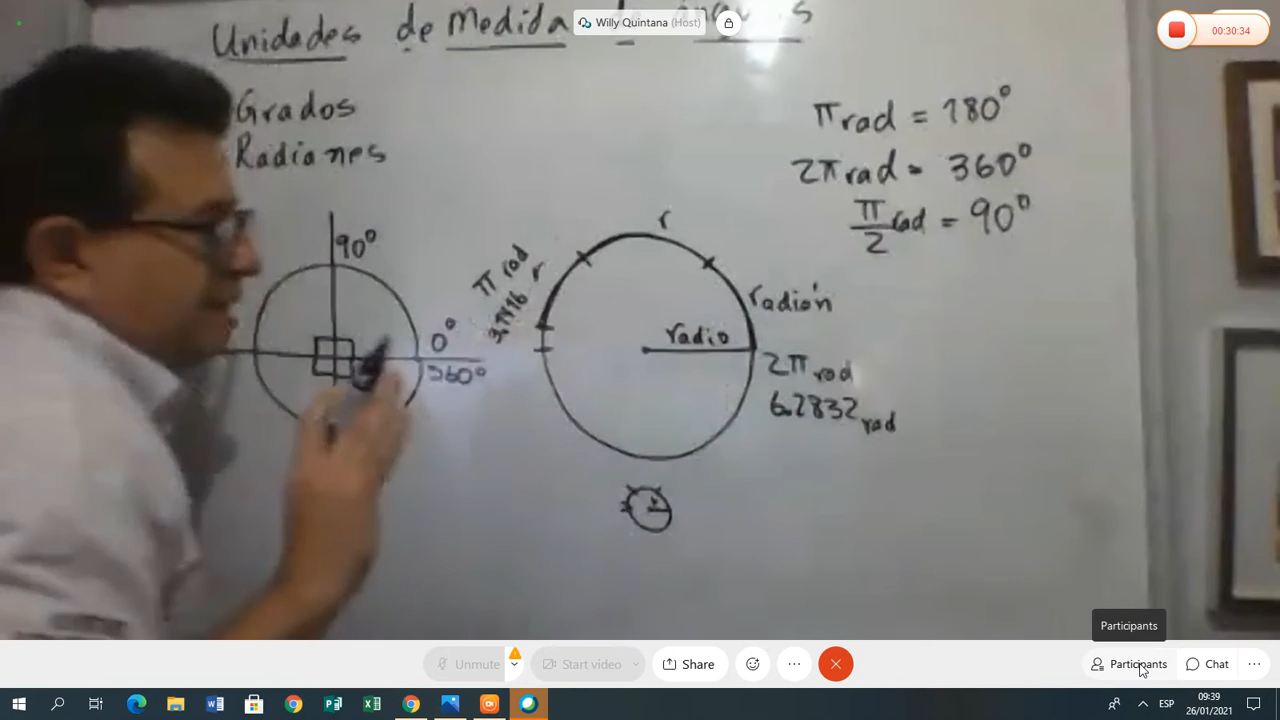 Willy Quintana (Host)
00:30:34
Unidades de Medida de
Grados
Radianes
π rad = 180°
2π rad = 360°
π/2 rad = 90°
90°
0°
360°
π rad
3.1416 r
r
radián
radio
2π rad
6.2832 rad
r
Participants
Unmute
Start video
Share
Participants
Chat
ESP
09:39
26/01/2021